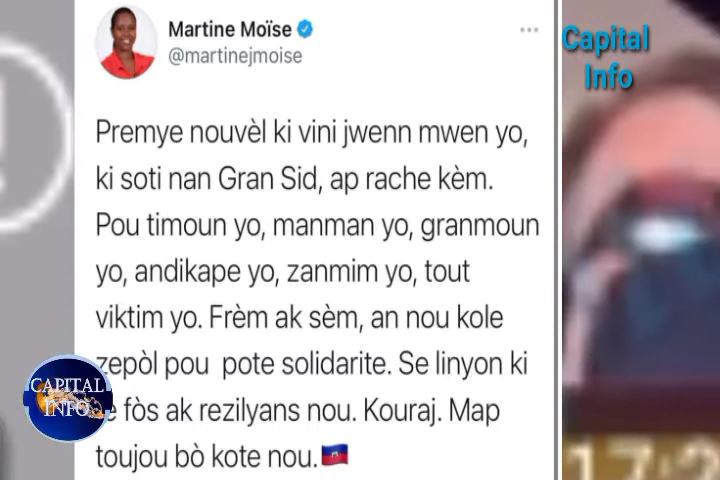 Martine Moïse
@martinejmoise
Premye nouvèl ki vini jwenn mwen yo,
ki soti nan Gran Sid, ap rache kèm.
Pou timoun yo, manman yo, granmoun
yo, andikape yo, zanmim yo, tout
viktim yo. Frèm ak sèm, an nou kole
zepòl pou pote solidarite. Se linyon ki
fòs ak rezilyans nou. Kouraj. Map
toujou bò kote nou.🇭🇹
CAPITAL
INFO
Capital
Info